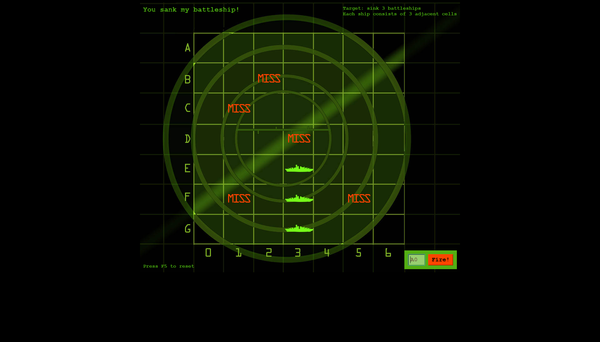 You sank my battleship!
Target: sink 3 battleships
Each ship consists of 3 adjacent cells
A
B MISS
C MISS
D MISS
E
F MISS MISS
G
0 1 2 3 4 5 6
Fire!
Press F5 to reset